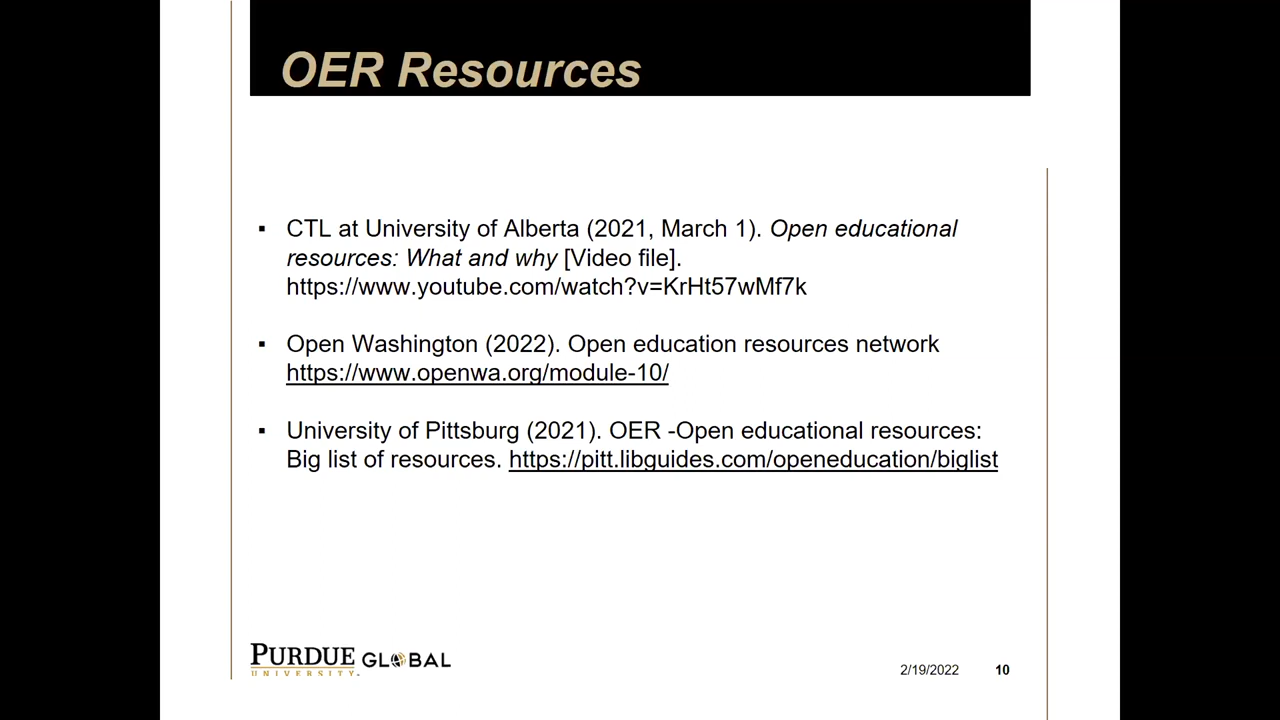 OER Resources
▪ CTL at University of Alberta (2021, March 1). Open educational
resources: What and why [Video file].
https://www.youtube.com/watch?v=KrHt57wMf7k
▪ Open Washington (2022). Open education resources network
https://www.openwa.org/module-10/
▪ University of Pittsburg (2021). OER -Open educational resources:
Big list of resources. https://pitt.libguides.com/openeducation/biglist
PURDUE GLOBAL
UNIVERSITY
2/19/2022 10